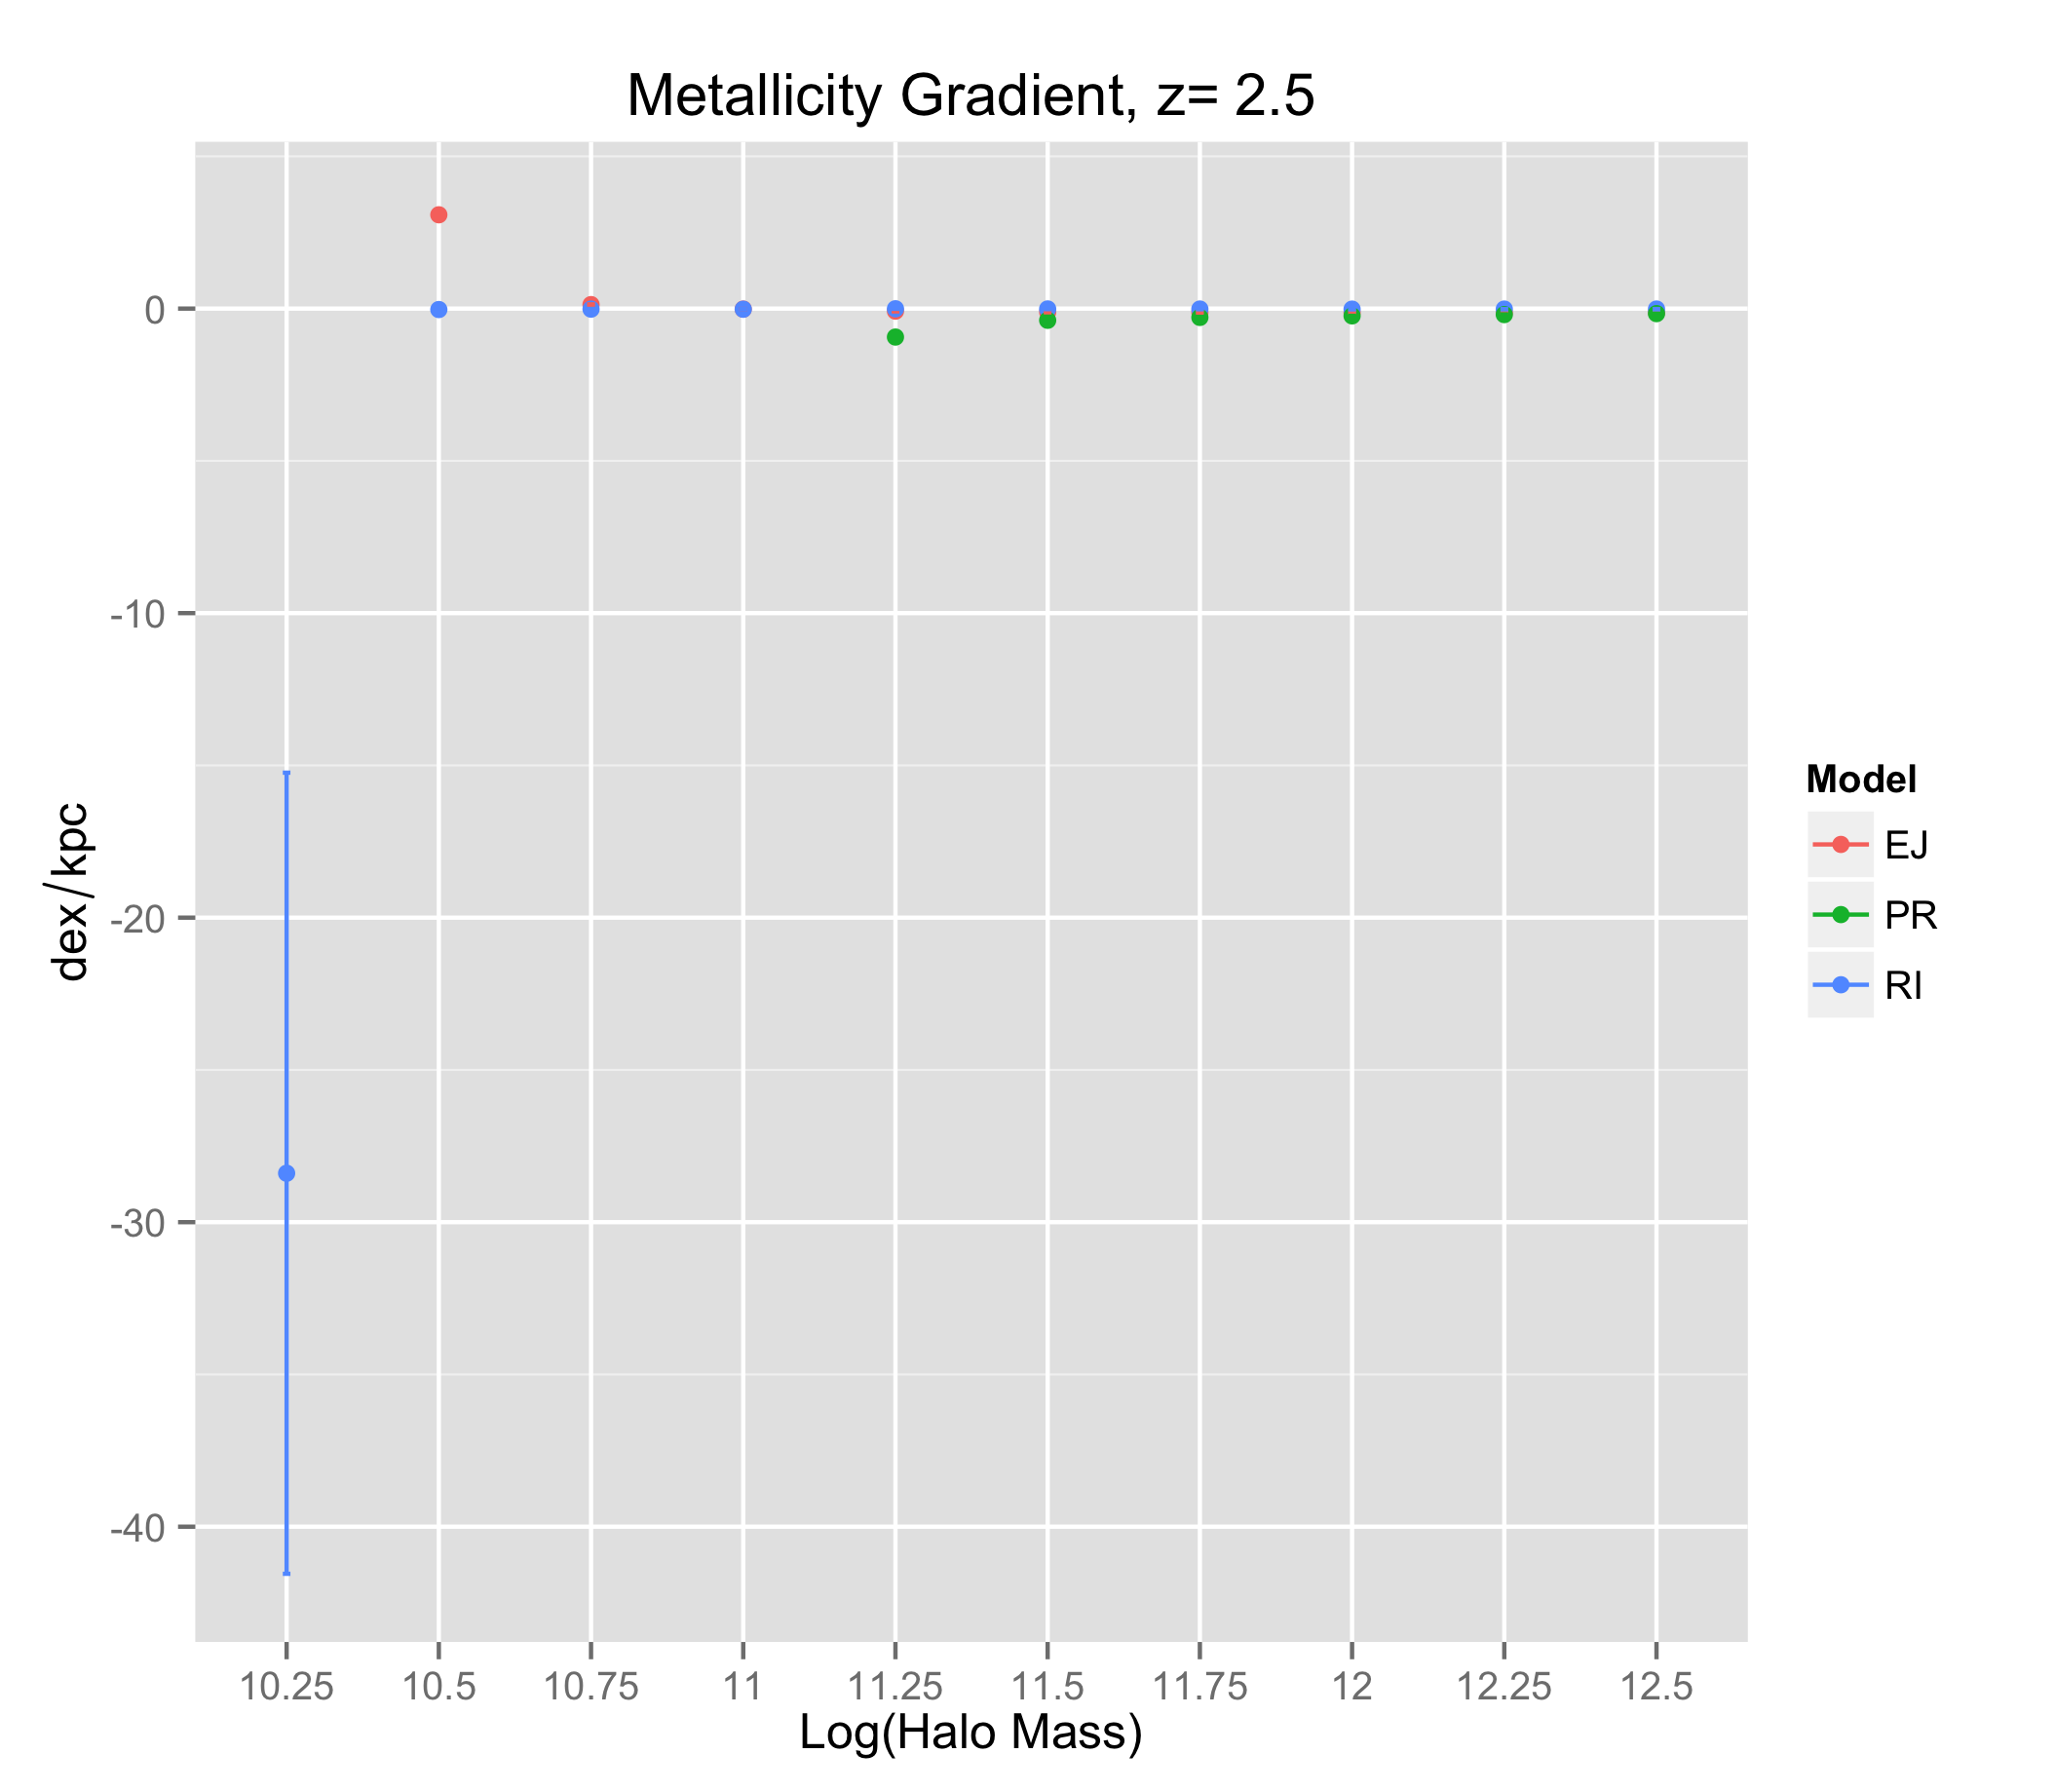 Metallicity Gradient, z= 2.5
dex/kpc
0
-10
-20
-30
-40
10.25 10.5 10.75 11 11.25 11.5 11.75 12 12.25 12.5
Log(Halo Mass)
Model
EJ
PR
RI